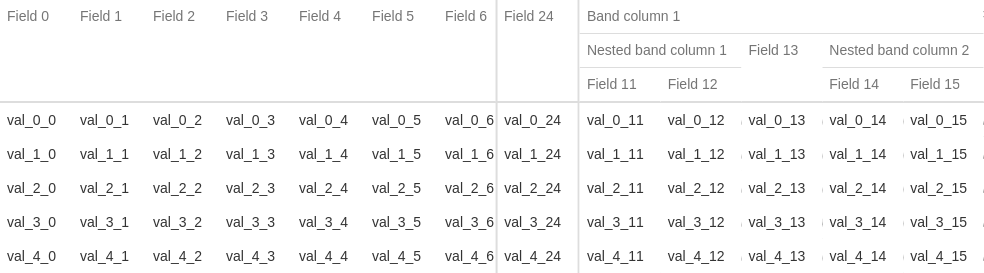 Field 0 Field 1 Field 2 Field 3 Field 4 Field 5 Field 6 Field 24 Band column 1
Nested band column 1 Field 13 Nested band column 2
Field 11 Field 12 Field 14 Field 15
val_0_0 val_0_1 val_0_2 val_0_3 val_0_4 val_0_5 val_0_6 val_0_24 val_0_11 val_0_12 val_0_13 val_0_14 val_0_15
val_1_0 val_1_1 val_1_2 val_1_3 val_1_4 val_1_5 val_1_6 val_1_24 val_1_11 val_1_12 val_1_13 val_1_14 val_1_15
val_2_0 val_2_1 val_2_2 val_2_3 val_2_4 val_2_5 val_2_6 val_2_24 val_2_11 val_2_12 val_2_13 val_2_14 val_2_15
val_3_0 val_3_1 val_3_2 val_3_3 val_3_4 val_3_5 val_3_6 val_3_24 val_3_11 val_3_12 val_3_13 val_3_14 val_3_15
val_4_0 val_4_1 val_4_2 val_4_3 val_4_4 val_4_5 val_4_6 val_4_24 val_4_11 val_4_12 val_4_13 val_4_14 val_4_15